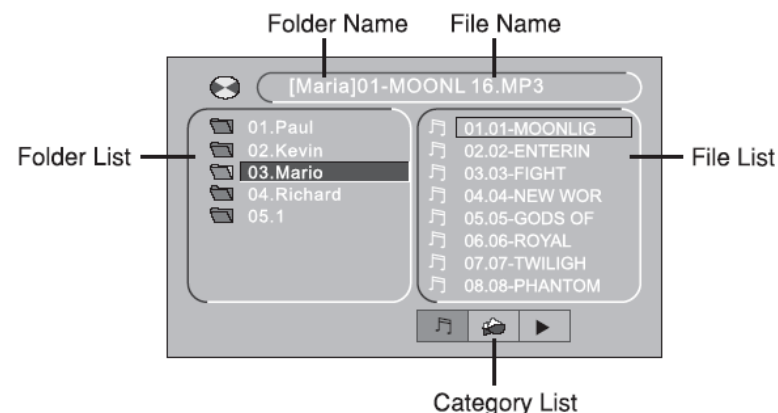 Folder Name File Name
[Maria]01-MOONL 16.MP3
Folder List
01.Paul
02.Kevin
03.Mario
04.Richard
05.1
01.01-MOONLIG
02.02-ENTERIN
03.03-FIGHT
04.04-NEW WOR
05.05-GODS OF
06.06-ROYAL
07.07-TWILIGH
08.08-PHANTOM
File List
Category List